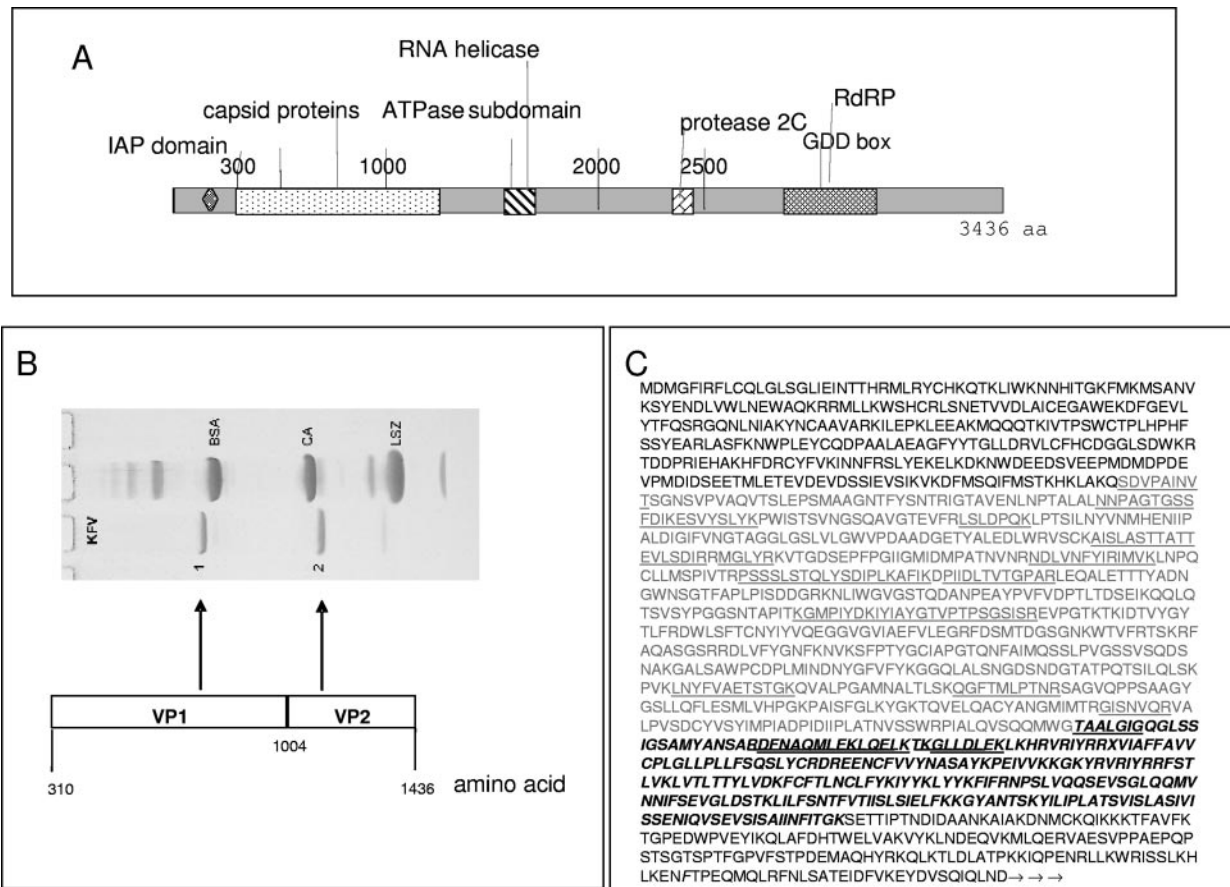 A
RNA helicase
capsid proteins
ATPase subdomain
RdRP
protease 2C
IAP domain
GDD box
300
1000
2000
2500
3436 aa
B
KFV
BSA
CA
LSZ
1
2
VP1
VP2
1004
310
1436
amino acid
C
MDMGFIRFLCQLGLSGLIEINTTHRMLRYCHKQTKLIWKNNHITGKFMKMSANV
KSYENDLVWLNEWAQKRRMLLKWSHCRLSNETVVDLAICEGAWEKDFGEVL
YTFQSRGQNLNIAKYNCAAVARKILEPKLEEAKMQQQTKIVTPSWCTPLHPHF
SSYEARLASFKNWPLEYCQDPAALAEAGFYYTGLLDRVLCFHCDGGLSDWKR
TDDPRIEHAKHFDRCYFVKINNFRSLYEKELKDKNWDEEDSVEEPMDMDPDE
VPMDIDSEETMLETEVDEVDSSIEVSIKVKDFMSQIFMSTKHKLAKQSDVPAINV
TSGNSVPVAQVTSLEPSMAAGNTFYSNTRIGTAVENLNPTALALNNPAGTGSS
FDIKESVYSLYKPWISTSVNGSQAVGTEVFRLSLDPQKLPTSILNYVNMHENIIP
ALDIGIFVNGTAGGLGSLVLGWVPDAADGETYALEDLWRVSCKAISLASTTATT
EVLSDIRRMGLYRKVTGDSEPFPGIIGMIDMPATNVNRNDLVNFYIRIMVKLNPQ
CLLMSPIVTRPSSSLSTQLYSDIPLKAFIKDPIIDLTVTGPARLEQALETTTYADN
GWNSGTFAPLPISDDGRKNLIWGVGSTQDANPEAYPVFVDPTLTDSEIKQQLQ
TSVSYPGGSNTAPITKGMPIYDKIYIAYGTVPTPSGSISREVPGTKTKIDTVYGY
TLFRDWLSFTCNYIYVQEGGVGVIAEFVLEGRFDSMTDGSGNKWTVFRTSKRF
AQASGSRRDLVFYGNFKNVKSFPTYGCIAPGTQNFAIMQSSLPVGSSVSQDS
NAKGALSAWPCDPLMINDNYGFVFYKGGQLALSNGDSNDGTATPQTSILQLSK
PVKLNYFVAETSTGKQVALPGAMNALTLSKQGFTMLPTNRSAGVQPPSAAGY
GSLLQFLESMLVHPGKPAISFGLKYGKTQVELQACYANGMIMTRGISNVQRVA
LPVSDCYVSYIMPIADPIDIIPLATNVSSWRPIALQVSQQMWGTAALGIGQGLSS
IGSAMYANSARDFNAQMLEKLQELKTKGLLDLEKLKHRVRIYRRXVIAFFAVV
CPLGLLPLLFSQSLYCRDREENCFVVYNASAYKPEIVVKKGKYRVRIYRRFST
LVKLVTLTTYLVDKFCFTLNCLFYKIYYKLYYKFIFRNPSLVQQSEVSGLQQMV
NNIFSEVGLDSTKLILFSNTFVTIISLSIELFKKGYANTSKYILIPLATSVISLASIVI
SSENIQVSEVSISAIINFITGKSETTIPTNDIDAANKAIAKDNMCKQIKKKTFAVFK
TGPEDWPVEYIKQLAFDHTWELVAKVYKLNDEQVKMLQERVAESVPPAEPQP
STSGTSPTFGPVFSTPDEMAQHYRKQLKTLDLATPKKIQPENRLLKWRISSLKH
LKENFTPEQMQLRFNLSATEIDFVKEYDVSQIQLND→→→